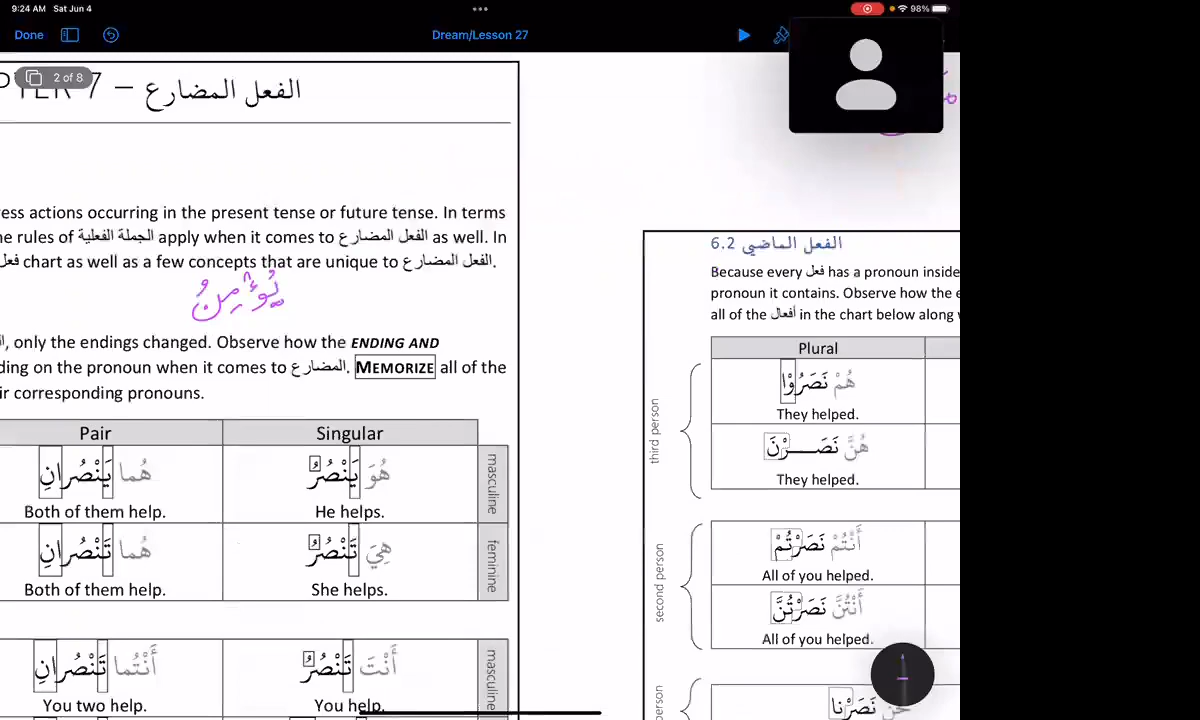 9:24 AM Sat Jun 4
98%
Done
Dream/Lesson 27
2 of 8
7 – الفعل المضارع
ess actions occurring in the present tense or future tense. In terms
e rules of الجملة الفعلية apply when it comes to الفعل المضارع as well. In
فعل chart as well as a few concepts that are unique to الفعل المضارع.
يُؤْمِنُ
, only the endings changed. Observe how the ENDING AND
ding on the pronoun when it comes to المضارع. MEMORIZE all of the
ir corresponding pronouns.
Pair Singular
هُما يَنْصُرانِ
Both of them help.
هُوَ يَنْصُرُ
He helps.
masculine
هُما تَنْصُرانِ
Both of them help.
هِيَ تَنْصُرُ
She helps.
feminine
أَنْتُما تَنْصُرانِ
You two help.
أَنْتَ تَنْصُرُ
You help.
masculine
6.2 الفعل الماضي
Because every فعل has a pronoun inside
pronoun it contains. Observe how the e
all of the أفعال in the chart below along
Plural
third person
هُمْ نَصَرُوْا
They helped.
هُنَّ نَصَــــرْنَ
They helped.
second person
أَنْتُمْ نَصَرْتُمْ
All of you helped.
أَنْتُنَّ نَصَرْتُنَّ
All of you helped.
person
نَحْنُ نَصَرْنا